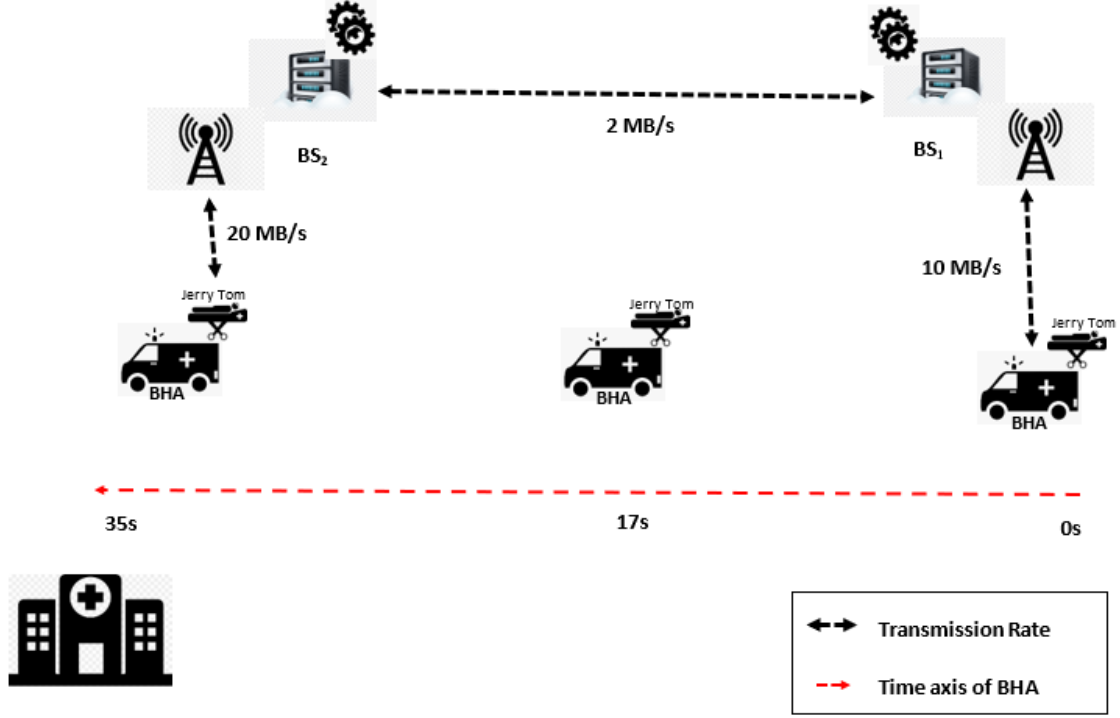 2 MB/s
BS₂
BS₁
20 MB/s
10 MB/s
Jerry Tom
Jerry Tom
Jerry Tom
BHA
BHA
BHA
35s
17s
0s
Transmission Rate
Time axis of BHA